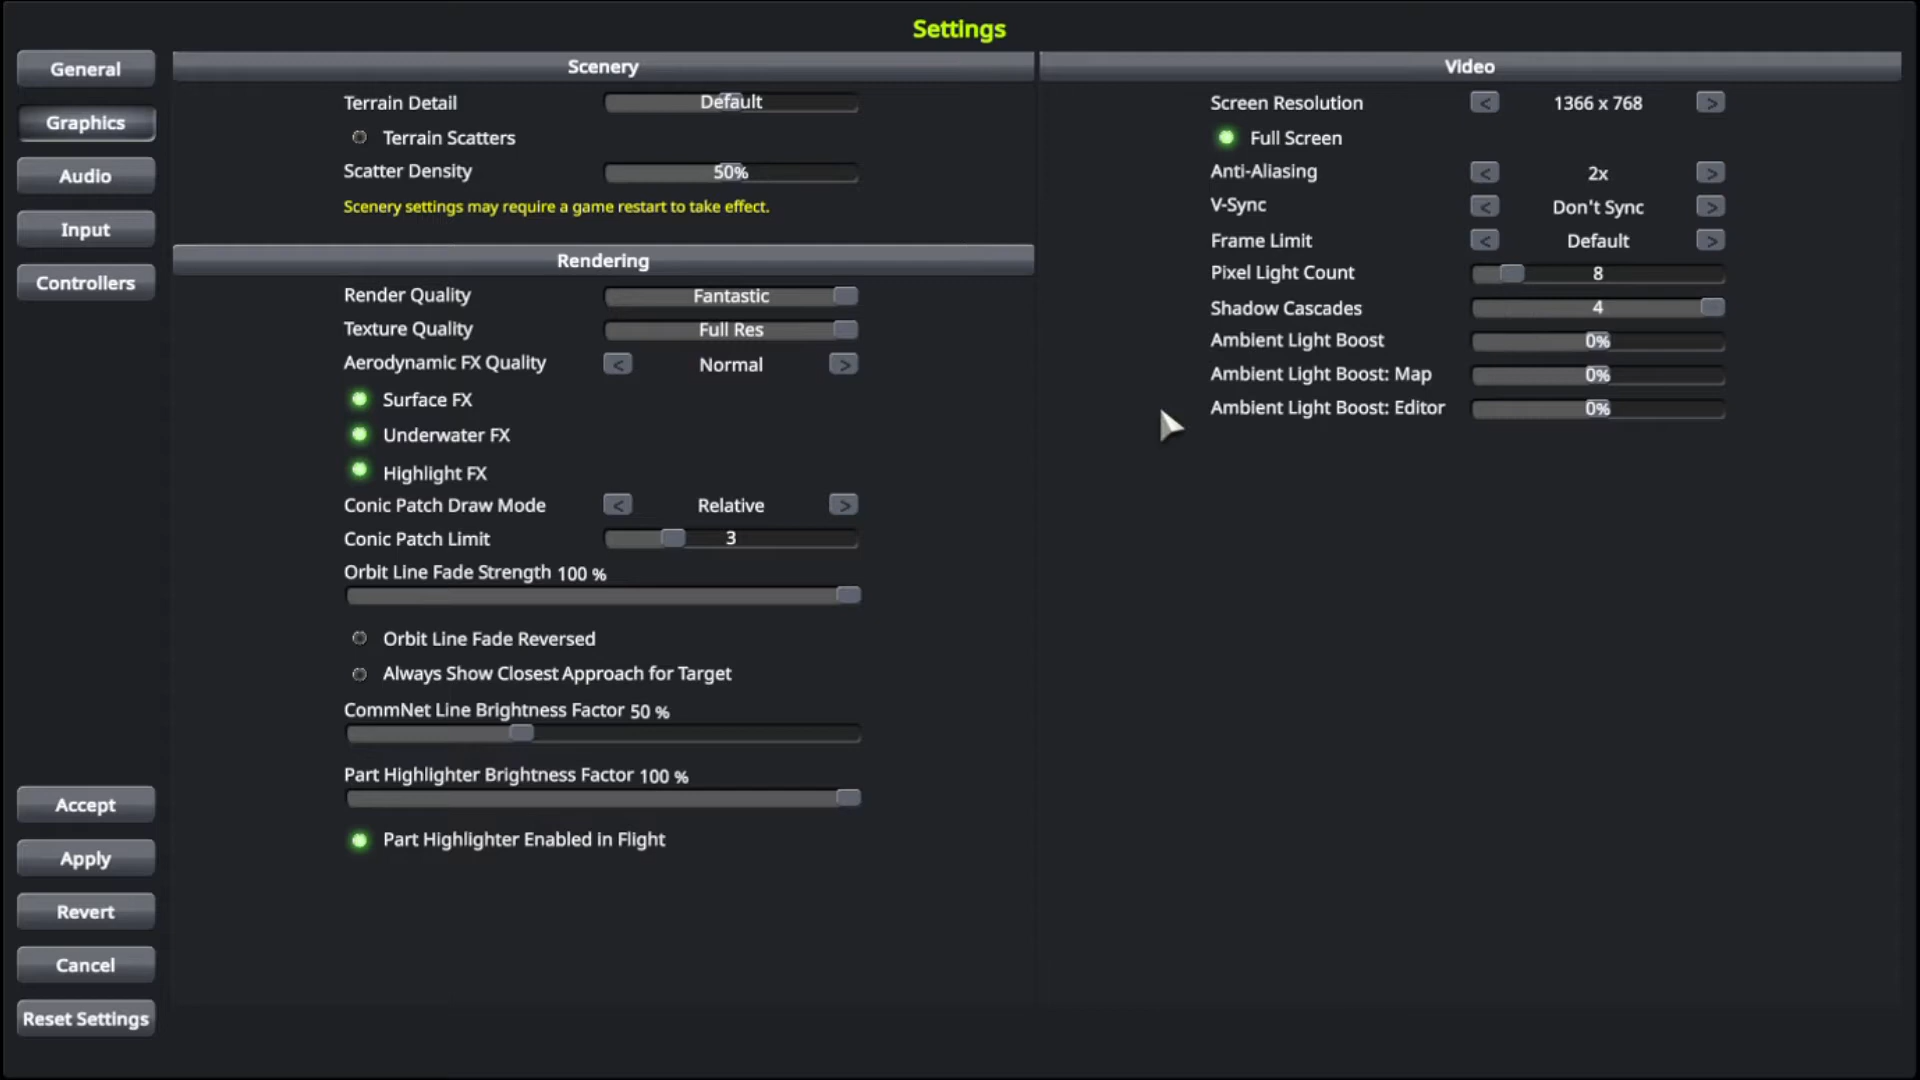 Settings
General
Graphics
Audio
Input
Controllers
Accept
Apply
Revert
Cancel
Reset Settings
Scenery
Terrain Detail Default
Terrain Scatters
Scatter Density 50%
Scenery settings may require a game restart to take effect.
Rendering
Render Quality Fantastic
Texture Quality Full Res
Aerodynamic FX Quality < Normal >
Surface FX
Underwater FX
Highlight FX
Conic Patch Draw Mode < Relative >
Conic Patch Limit 3
Orbit Line Fade Strength 100 %
Orbit Line Fade Reversed
Always Show Closest Approach for Target
CommNet Line Brightness Factor 50 %
Part Highlighter Brightness Factor 100 %
Part Highlighter Enabled in Flight
Video
Screen Resolution < 1366 x 768 >
Full Screen
Anti-Aliasing < 2x >
V-Sync < Don't Sync >
Frame Limit < Default >
Pixel Light Count 8
Shadow Cascades 4
Ambient Light Boost 0%
Ambient Light Boost: Map 0%
Ambient Light Boost: Editor 0%